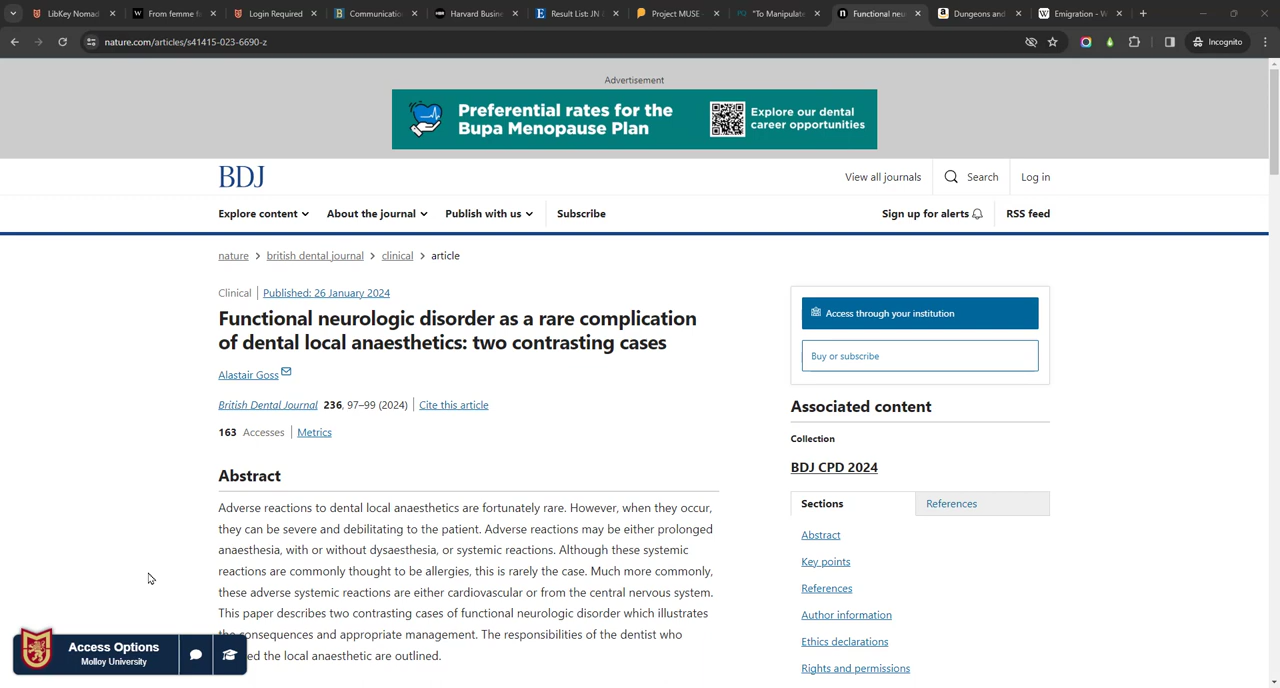 LibKey Nomad
From femme f
Login Required
Communicatio
Harvard Busin
Result List: JN (
Project MUSE -
"To Manipulate
Functional neu
Dungeons and
Emigration - W
nature.com/articles/s41415-023-6690-z
Incognito
Advertisement
Preferential rates for the
Bupa Menopause Plan
Explore our dental
career opportunities
BDJ
View all journals
Search
Log in
Explore content
About the journal
Publish with us
Subscribe
Sign up for alerts
RSS feed
nature > british dental journal > clinical > article
Clinical | Published: 26 January 2024
Functional neurologic disorder as a rare complication
of dental local anaesthetics: two contrasting cases
Alastair Goss
British Dental Journal 236, 97–99 (2024) | Cite this article
163 Accesses | Metrics
Abstract
Adverse reactions to dental local anaesthetics are fortunately rare. However, when they occur,
they can be severe and debilitating to the patient. Adverse reactions may be either prolonged
anaesthesia, with or without dysaesthesia, or systemic reactions. Although these systemic
reactions are commonly thought to be allergies, this is rarely the case. Much more commonly,
these adverse systemic reactions are either cardiovascular or from the central nervous system.
This paper describes two contrasting cases of functional neurologic disorder which illustrates
the consequences and appropriate management. The responsibilities of the dentist who
ed the local anaesthetic are outlined.
Access through your institution
Buy or subscribe
Associated content
Collection
BDJ CPD 2024
Sections
References
Abstract
Key points
References
Author information
Ethics declarations
Rights and permissions
Access Options
Molloy University